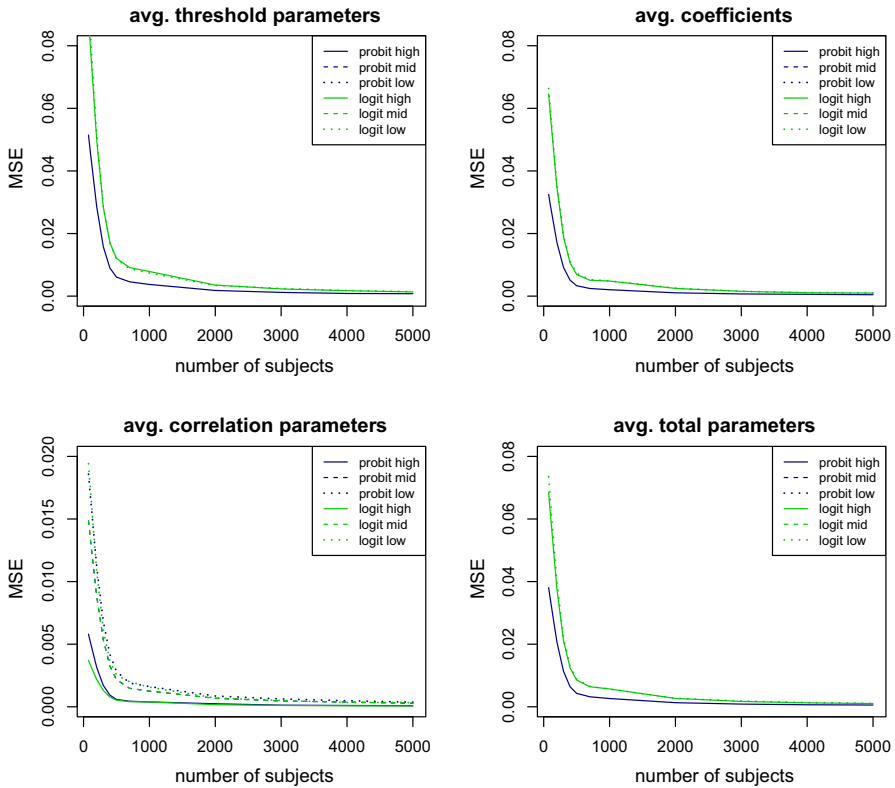 avg. threshold parameters
MSE
0.00
0.02
0.04
0.06
0.08
0
1000
2000
3000
4000
5000
number of subjects
probit high
probit mid
probit low
logit high
logit mid
logit low
avg. coefficients
MSE
0.00
0.02
0.04
0.06
0.08
0
1000
2000
3000
4000
5000
number of subjects
probit high
probit mid
probit low
logit high
logit mid
logit low
avg. correlation parameters
MSE
0.000
0.005
0.010
0.015
0.020
0
1000
2000
3000
4000
5000
number of subjects
probit high
probit mid
probit low
logit high
logit mid
logit low
avg. total parameters
MSE
0.00
0.02
0.04
0.06
0.08
0
1000
2000
3000
4000
5000
number of subjects
probit high
probit mid
probit low
logit high
logit mid
logit low